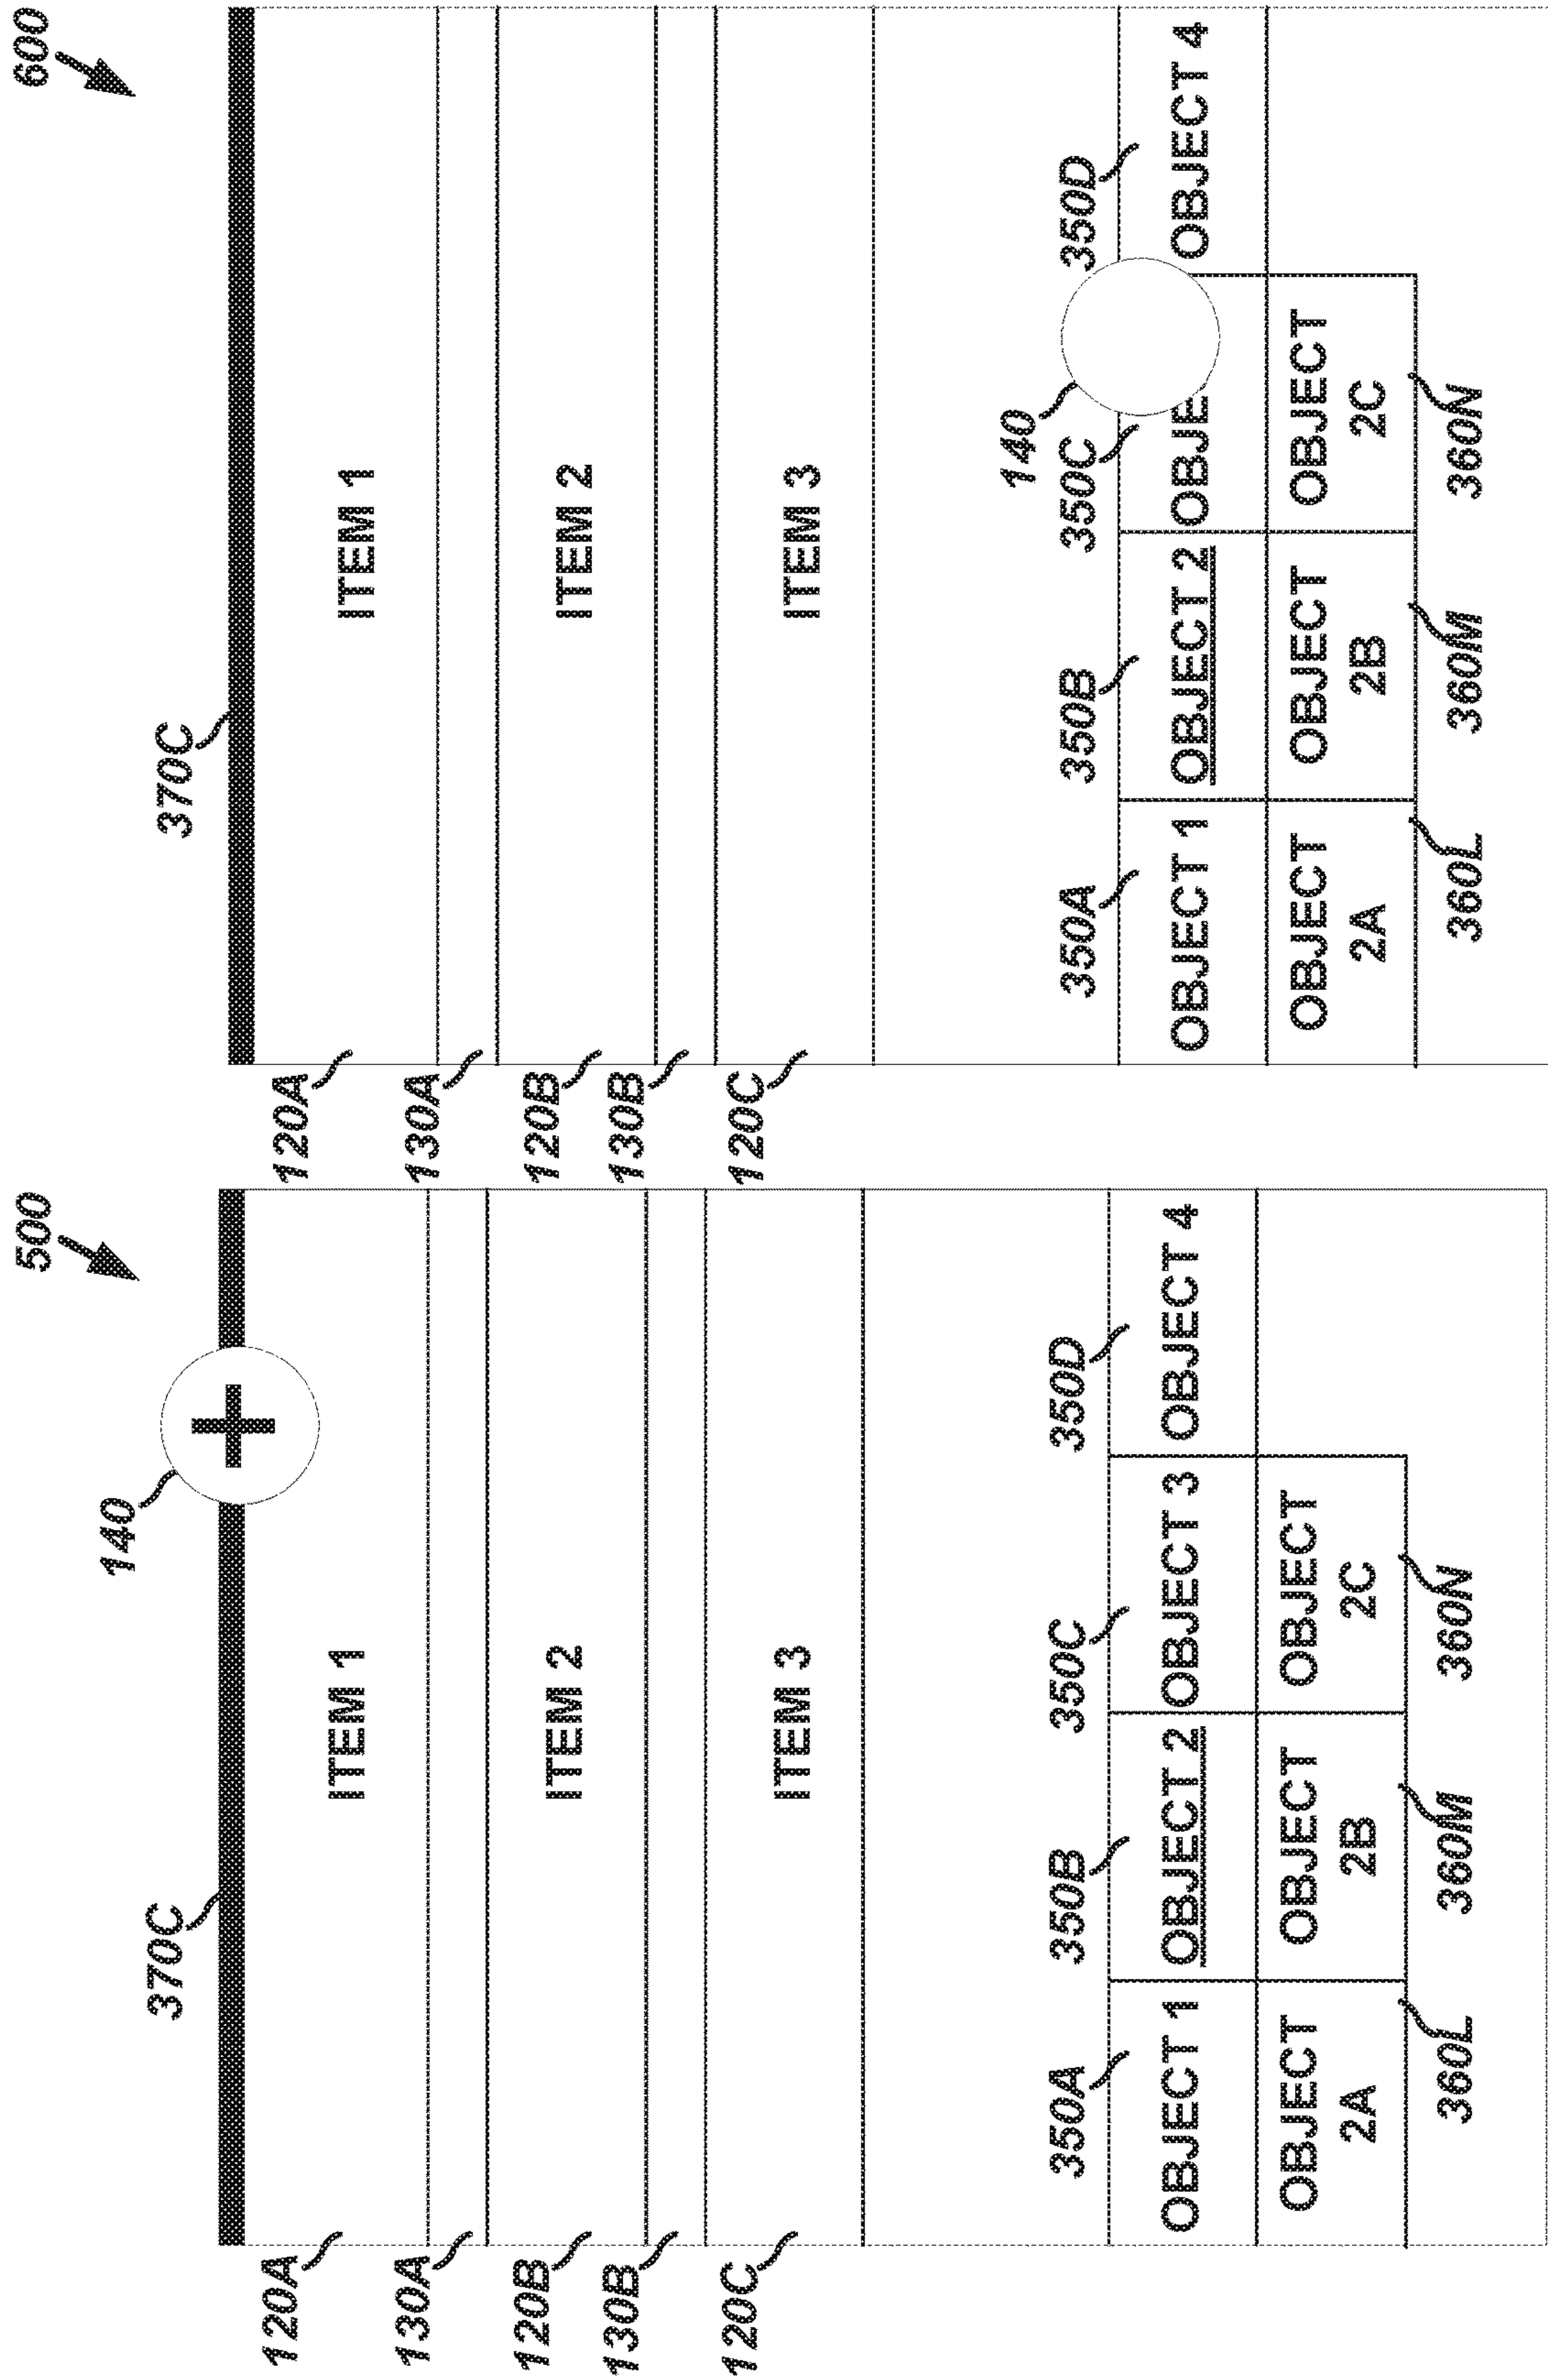 500
140
370C
120A
ITEM 1
130A
120B
ITEM 2
130B
120C
ITEM 3
350A
350B
350C
350D
OBJECT 1
OBJECT 2
OBJECT 3
OBJECT 4
OBJECT
2A
OBJECT
2B
OBJECT
2C
360L
360M
360N
600
370C
120A
ITEM 1
130A
120B
ITEM 2
130B
120C
ITEM 3
140
350A
350B
350C
350D
OBJECT 1
OBJECT 2
OBJE
OBJECT 4
OBJECT
2A
OBJECT
2B
OBJECT
2C
360L
360M
360N